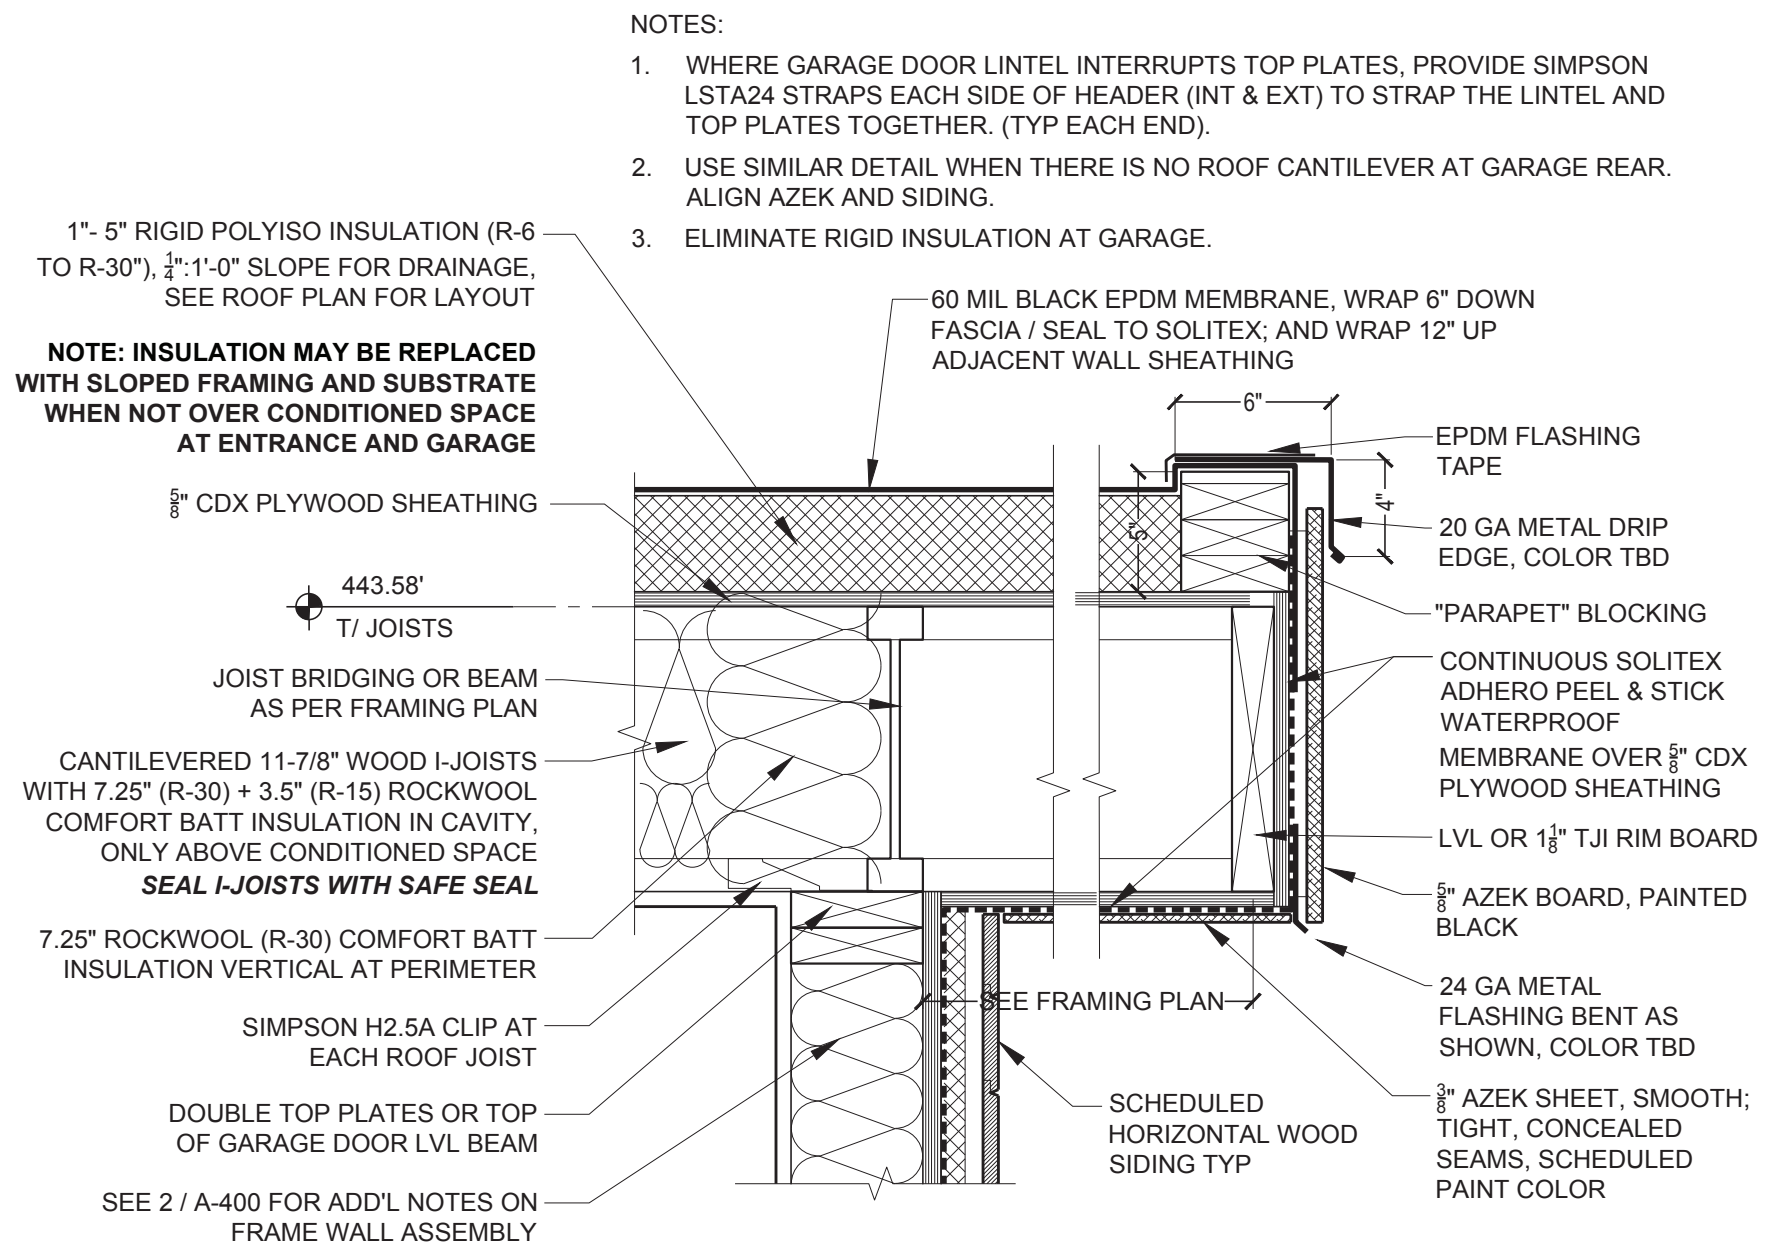 NOTES:
1. WHERE GARAGE DOOR LINTEL INTERRUPTS TOP PLATES, PROVIDE SIMPSON
LSTA24 STRAPS EACH SIDE OF HEADER (INT & EXT) TO STRAP THE LINTEL AND
TOP PLATES TOGETHER. (TYP EACH END).
2. USE SIMILAR DETAIL WHEN THERE IS NO ROOF CANTILEVER AT GARAGE REAR.
ALIGN AZEK AND SIDING.
3. ELIMINATE RIGID INSULATION AT GARAGE.
1"- 5" RIGID POLYISO INSULATION (R-6
TO R-30"), 1/4":1'-0" SLOPE FOR DRAINAGE,
SEE ROOF PLAN FOR LAYOUT
NOTE: INSULATION MAY BE REPLACED
WITH SLOPED FRAMING AND SUBSTRATE
WHEN NOT OVER CONDITIONED SPACE
AT ENTRANCE AND GARAGE
5/8" CDX PLYWOOD SHEATHING
443.58'
T/ JOISTS
JOIST BRIDGING OR BEAM
AS PER FRAMING PLAN
CANTILEVERED 11-7/8" WOOD I-JOISTS
WITH 7.25" (R-30) + 3.5" (R-15) ROCKWOOL
COMFORT BATT INSULATION IN CAVITY,
ONLY ABOVE CONDITIONED SPACE
SEAL I-JOISTS WITH SAFE SEAL
7.25" ROCKWOOL (R-30) COMFORT BATT
INSULATION VERTICAL AT PERIMETER
SIMPSON H2.5A CLIP AT
EACH ROOF JOIST
DOUBLE TOP PLATES OR TOP
OF GARAGE DOOR LVL BEAM
SEE 2 / A-400 FOR ADD'L NOTES ON
FRAME WALL ASSEMBLY
60 MIL BLACK EPDM MEMBRANE, WRAP 6" DOWN
FASCIA / SEAL TO SOLITEX; AND WRAP 12" UP
ADJACENT WALL SHEATHING
6"
5"
4"
SEE FRAMING PLAN
SCHEDULED
HORIZONTAL WOOD
SIDING TYP
EPDM FLASHING
TAPE
20 GA METAL DRIP
EDGE, COLOR TBD
"PARAPET" BLOCKING
CONTINUOUS SOLITEX
ADHERO PEEL & STICK
WATERPROOF
MEMBRANE OVER 5/8" CDX
PLYWOOD SHEATHING
LVL OR 1 1/8" TJI RIM BOARD
5/8" AZEK BOARD, PAINTED
BLACK
24 GA METAL
FLASHING BENT AS
SHOWN, COLOR TBD
3/8" AZEK SHEET, SMOOTH;
TIGHT, CONCEALED
SEAMS, SCHEDULED
PAINT COLOR